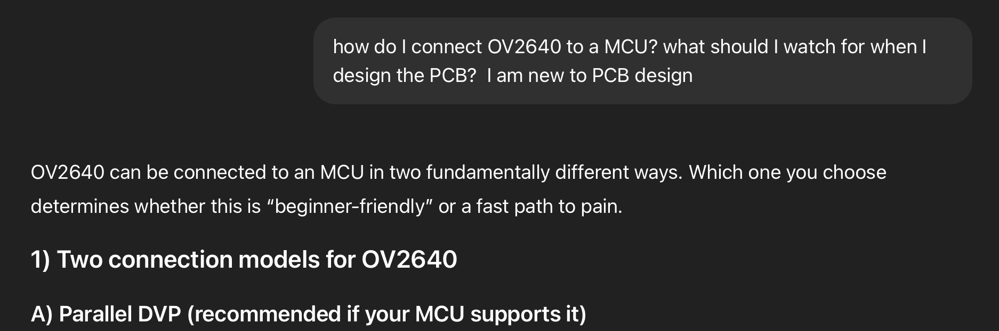 how do I connect OV2640 to a MCU? what should I watch for when I
design the PCB?  I am new to PCB design
OV2640 can be connected to an MCU in two fundamentally different ways. Which one you choose
determines whether this is “beginner-friendly” or a fast path to pain.
1) Two connection models for OV2640
A) Parallel DVP (recommended if your MCU supports it)